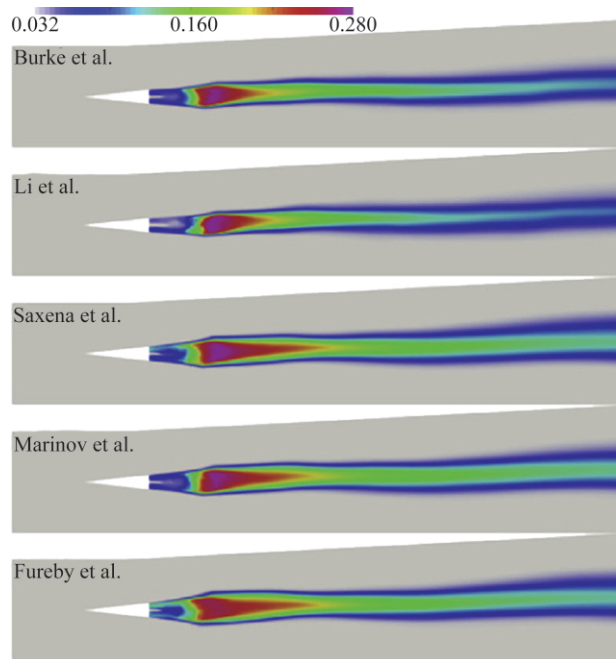 0.032 0.160 0.280
Burke et al.
Li et al.
Saxena et al.
Marinov et al.
Fureby et al.